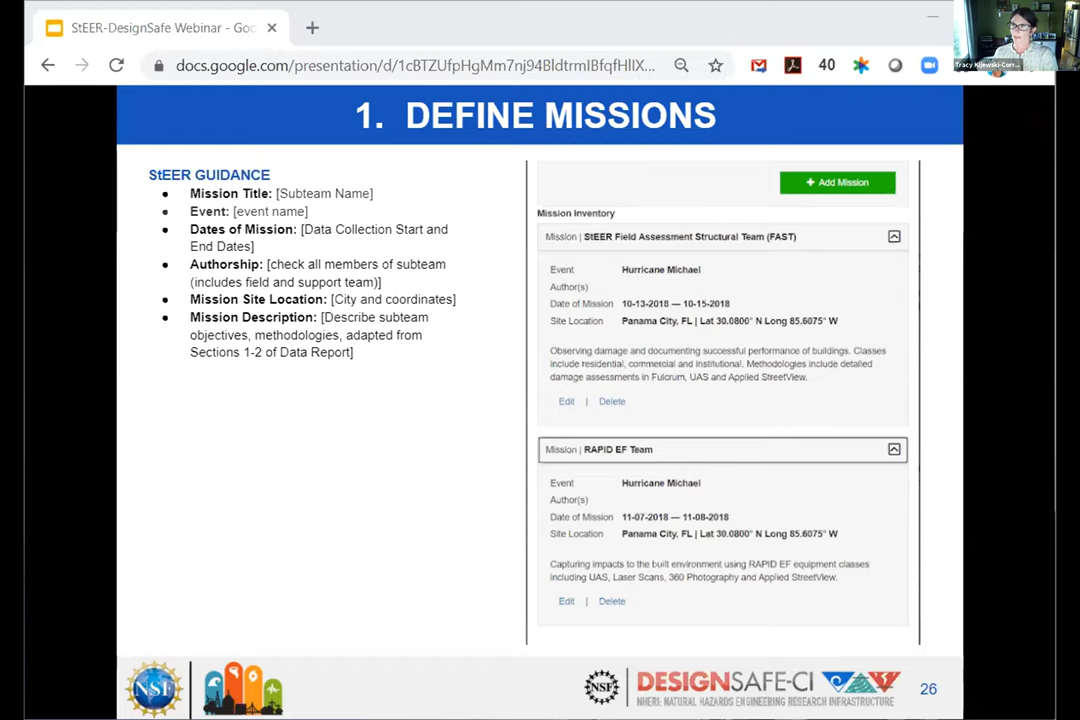 StEER-DesignSafe Webinar - Goo
docs.google.com/presentation/d/1cBTZUfpHgMm7nj94BldtrmIBfqfHlIX...
40
Tracy Kijewski-Corr...
1. DEFINE MISSIONS
StEER GUIDANCE
• Mission Title: [Subteam Name]
• Event: [event name]
• Dates of Mission: [Data Collection Start and
End Dates]
• Authorship: [check all members of subteam
(includes field and support team)]
• Mission Site Location: [City and coordinates]
• Mission Description: [Describe subteam
objectives, methodologies, adapted from
Sections 1-2 of Data Report]
+ Add Mission
Mission Inventory
Mission | StEER Field Assessment Structural Team (FAST)
Event Hurricane Michael
Author(s)
Date of Mission 10-13-2018 — 10-15-2018
Site Location Panama City, FL | Lat 30.0800° N Long 85.6075° W
Observing damage and documenting successful performance of buildings. Classes
include residential, commercial and institutional. Methodologies include detailed
damage assessments in Fulcrum, UAS and Applied StreetView.
Edit | Delete
Mission | RAPID EF Team
Event Hurricane Michael
Author(s)
Date of Mission 11-07-2018 — 11-08-2018
Site Location Panama City, FL | Lat 30.0800° N Long 85.6075° W
Capturing impacts to the built environment using RAPID EF equipment classes
including UAS, Laser Scans, 360 Photography and Applied StreetView.
Edit | Delete
NSF
NSF
DESIGNSAFE-CI
NHERI: NATURAL HAZARDS ENGINEERING RESEARCH INFRASTRUCTURE
26